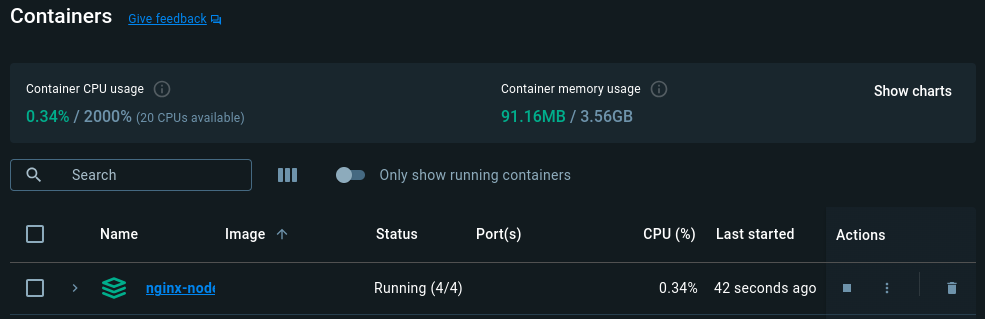 Containers Give feedback
Container CPU usage
0.34% / 2000% (20 CPUs available)
Container memory usage
91.16MB / 3.56GB
Show charts
Search
Only show running containers
Name Image Status Port(s) CPU (%) Last started Actions
nginx-node Running (4/4) 0.34% 42 seconds ago